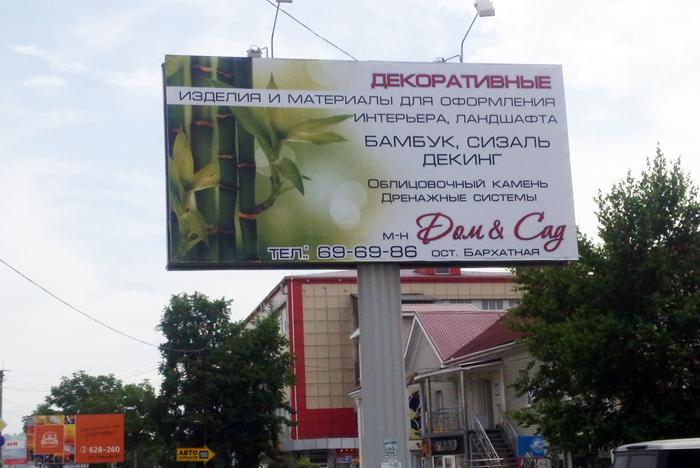 ДЕКОРАТИВНЫЕ
ИЗДЕЛИЯ И МАТЕРИАЛЫ ДЛЯ ОФОРМЛЕНИЯ
ИНТЕРЬЕРА, ЛАНДШАФТА
БАМБУК, СИЗАЛЬ
ДЕКИНГ
ОБЛИЦОВОЧНЫЙ КАМЕНЬ
ДРЕНАЖНЫЕ СИСТЕМЫ
М-Н Дом & Сад
ТЕЛ.: 69-69-86 ОСТ. БАРХАТНАЯ
628-260
АВТО